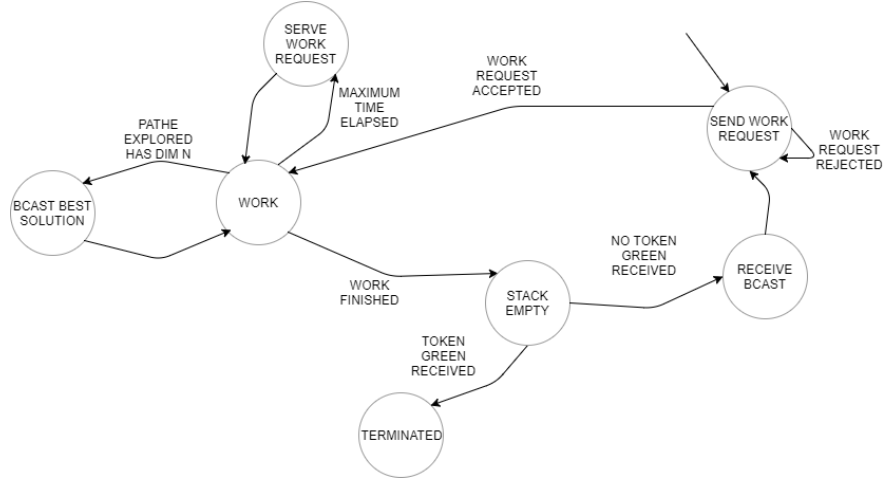 SERVE
WORK
REQUEST
MAXIMUM
TIME
ELAPSED
WORK
REQUEST
ACCEPTED
SEND WORK
REQUEST
WORK
REQUEST
REJECTED
PATHE
EXPLORED
HAS DIM N
BCAST BEST
SOLUTION
WORK
WORK
FINISHED
STACK
EMPTY
NO TOKEN
GREEN
RECEIVED
RECEIVE
BCAST
TOKEN
GREEN
RECEIVED
TERMINATED